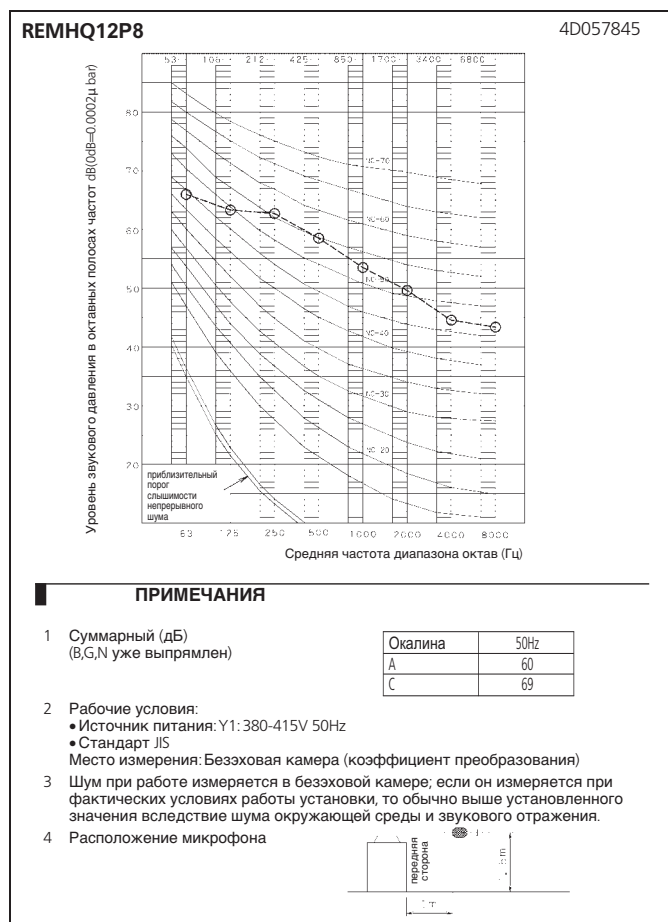 REMHQ12P8
4D057845
53 106 212 425 850 1700 3400 6800
Уровень звукового давления в октавных полосах частот dB(0dB=0.0002µ bar)
80
70
60
50
40
30
20
NC-70
NC-60
NC-50
NC-40
NC-30
NC-20
приблизительный
порог
слышимости
непрерывного
шума
63 125 250 500 1000 2000 4000 8000
Средняя частота диапазона октав (Гц)
ПРИМЕЧАНИЯ
1 Суммарный (дБ)
(B,G,N уже выпрямлен)
Окалина 50Hz
A 60
C 69
2 Рабочие условия:
• Источник питания: Y1: 380-415V 50Hz
• Стандарт JIS
Место измерения: Безэховая камера (коэффициент преобразования)
3 Шум при работе измеряется в безэховой камере; если он измеряется при
фактических условиях работы установки, то обычно выше установленного
значения вследствие шума окружающей среды и звукового отражения.
4 Расположение микрофона
передняя
сторона